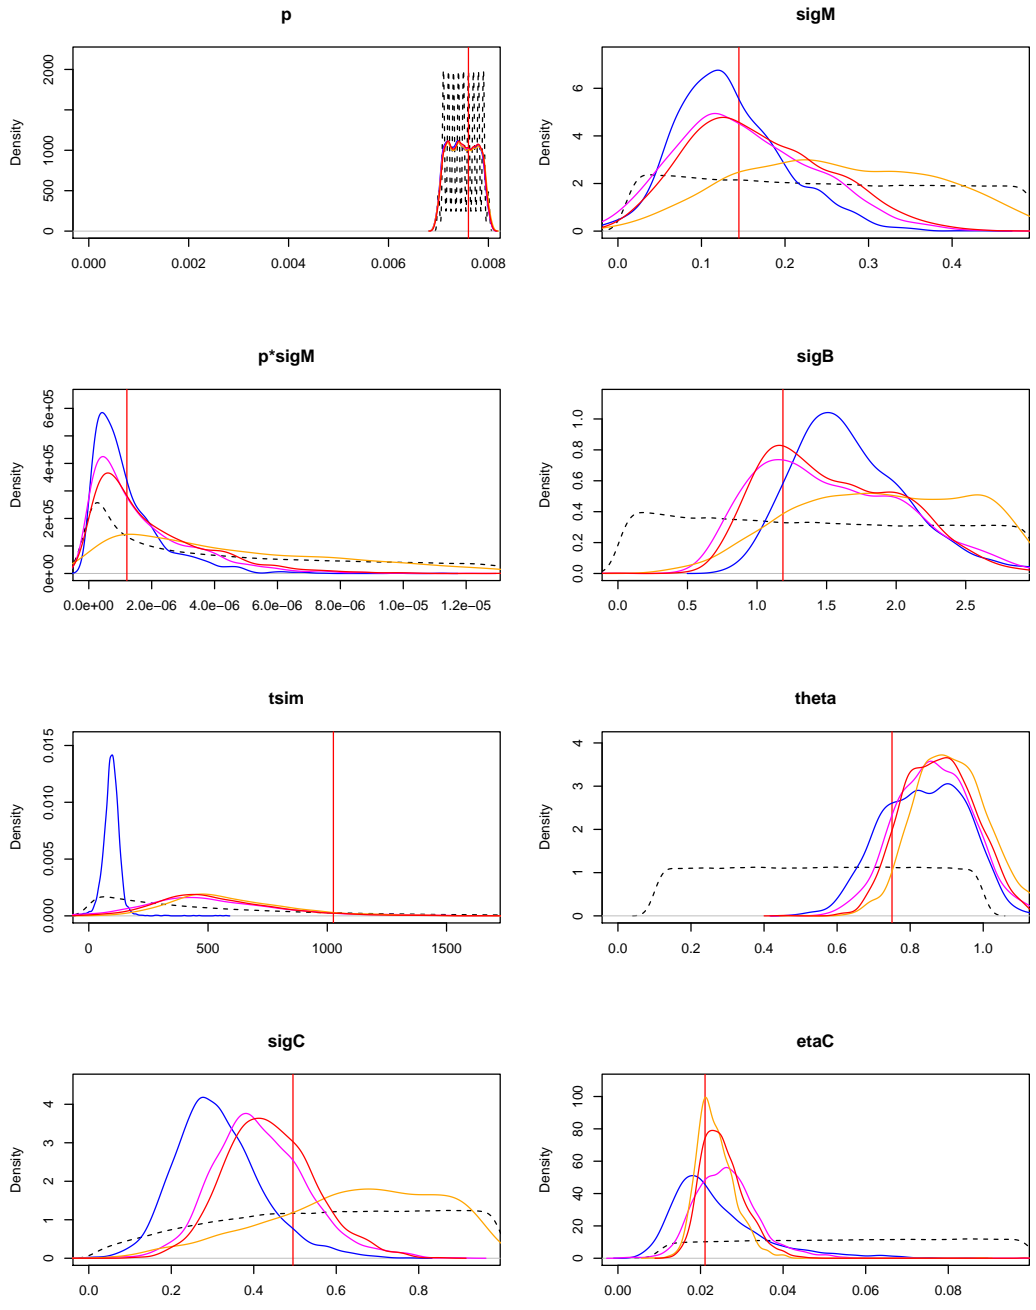 p
Density
0 500 1000 2000
0.000 0.002 0.004 0.006 0.008
sigM
Density
0 2 4 6
0.0 0.1 0.2 0.3 0.4
p*sigM
Density
0e+00 2e+05 4e+05 6e+05
0.0e+00 2.0e−06 4.0e−06 6.0e−06 1.0e−05 1.2e−05
sigB
Density
0.0 0.2 0.4 0.6 0.8 1.0
0.0 0.5 1.0 1.5 2.0 2.5
tsim
Density
0.000 0.005 0.010 0.015
0 500 1000 1500
theta
Density
0 1 2 3 4
0.0 0.2 0.4 0.6 0.8 1.0
sigC
Density
0 1 2 3 4
0.0 0.2 0.4 0.6 0.8
etaC
Density
0 20 40 60 80 100
0.00 0.02 0.04 0.06 0.08